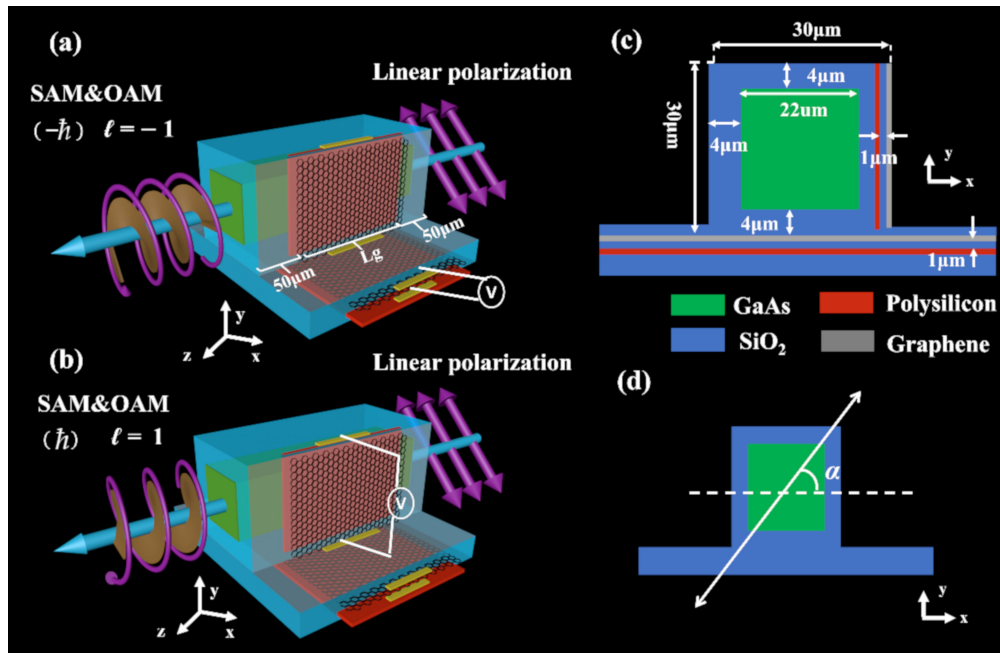 (a)
Linear polarization
SAM&OAM
(-ħ) ℓ = - 1
50μm
Lg
50μm
V
y
z
x
(b)
Linear polarization
SAM&OAM
(ħ) ℓ = 1
V
y
z
x
(c)
30μm
4μm
30μm
22um
4μm
1μm
y
x
4μm
1μm
GaAs
Polysilicon
SiO₂
Graphene
(d)
α
y
x